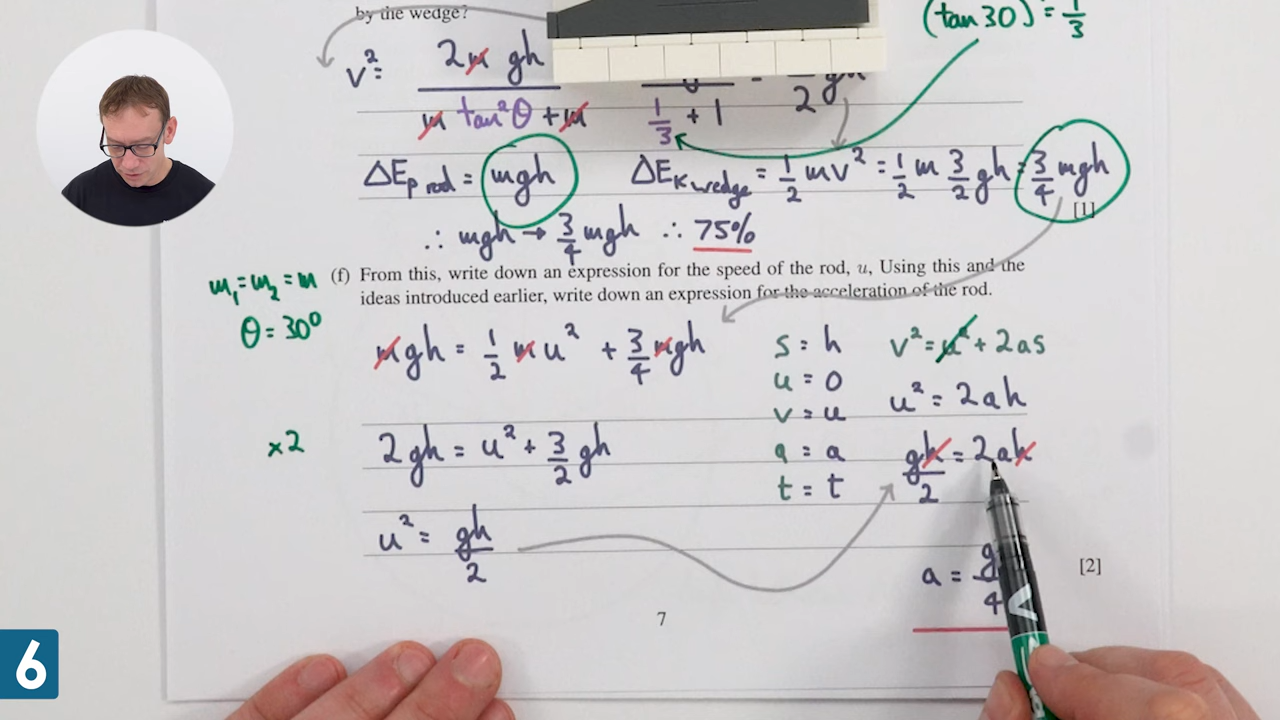 by the wedge?
(tan 30)² = 1/3
v² = 2m gh / m tan²θ + m
1/3 + 1
= 2 gh
ΔE_P rod = mgh ΔE_K wedge = 1/2 mv² = 1/2 m 3/2 gh = 3/4 mgh
[1]
∴ mgh → 3/4 mgh ∴ 75%
m₁ = m₂ = m
θ = 30°
(f) From this, write down an expression for the speed of the rod, u, Using this and the
ideas introduced earlier, write down an expression for the acceleration of the rod.
mgh = 1/2 mu² + 3/4 mgh
×2 2gh = u² + 3/2 gh
u² = gh/2
s = h
u = 0
v = u
a = a
t = t
v² = u² + 2as
u² = 2ah
gh/2 = 2ah
a = g/4
[2]
7
6